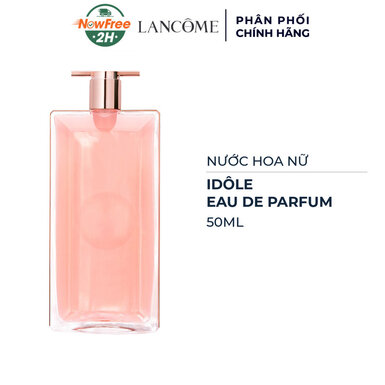 NowFree
2H
LANCÔME
PHÂN PHỐI
CHÍNH HÃNG
NƯỚC HOA NỮ
IDÔLE
EAU DE PARFUM
50ML